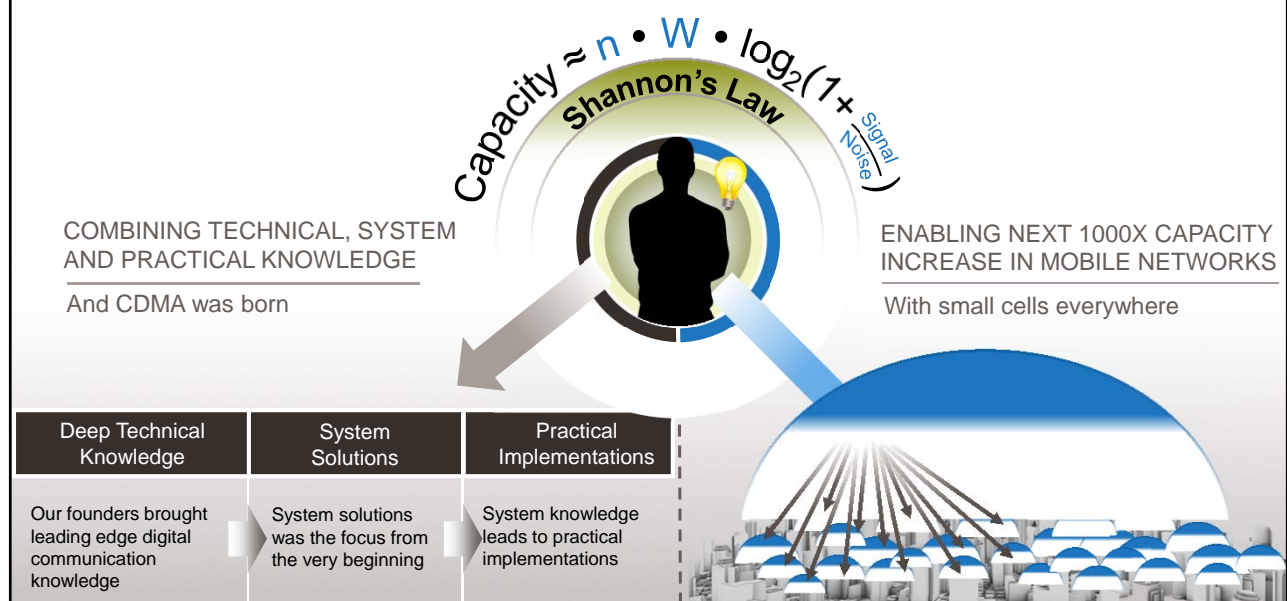 Capacity ≈ n • W • log₂(1+ Signal/Noise)
Shannon's Law
COMBINING TECHNICAL, SYSTEM
AND PRACTICAL KNOWLEDGE
And CDMA was born
ENABLING NEXT 1000X CAPACITY
INCREASE IN MOBILE NETWORKS
With small cells everywhere
Deep Technical
Knowledge
System
Solutions
Practical
Implementations
Our founders brought
leading edge digital
communication
knowledge
System solutions
was the focus from
the very beginning
System knowledge
leads to practical
implementations